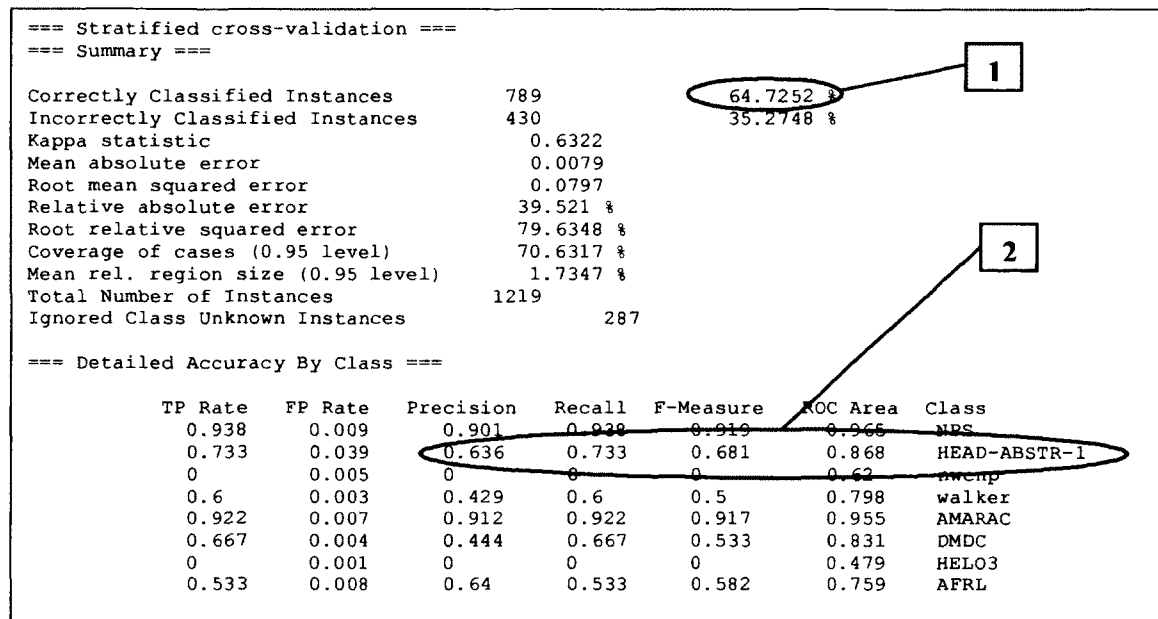 === Stratified cross-validation ===
=== Summary ===
1
Correctly Classified Instances 789 64.7252 %
Incorrectly Classified Instances 430 35.2748 %
Kappa statistic 0.6322
Mean absolute error 0.0079
Root mean squared error 0.0797
Relative absolute error 39.521 %
Root relative squared error 79.6348 %
Coverage of cases (0.95 level) 70.6317 %
2
Mean rel. region size (0.95 level) 1.7347 %
Total Number of Instances 1219
Ignored Class Unknown Instances 287
=== Detailed Accuracy By Class ===
TP Rate FP Rate Precision Recall F-Measure ROC Area Class
0.938 0.009 0.901 0.938 0.919 0.965 NPS
0.733 0.039 0.636 0.733 0.681 0.868 HEAD-ABSTR-1
0 0.005 0 0 0 0.62 nwchp
0.6 0.003 0.429 0.6 0.5 0.798 walker
0.922 0.007 0.912 0.922 0.917 0.955 AMARAC
0.667 0.004 0.444 0.667 0.533 0.831 DMDC
0 0.001 0 0 0 0.479 HELO3
0.533 0.008 0.64 0.533 0.582 0.759 AFRL